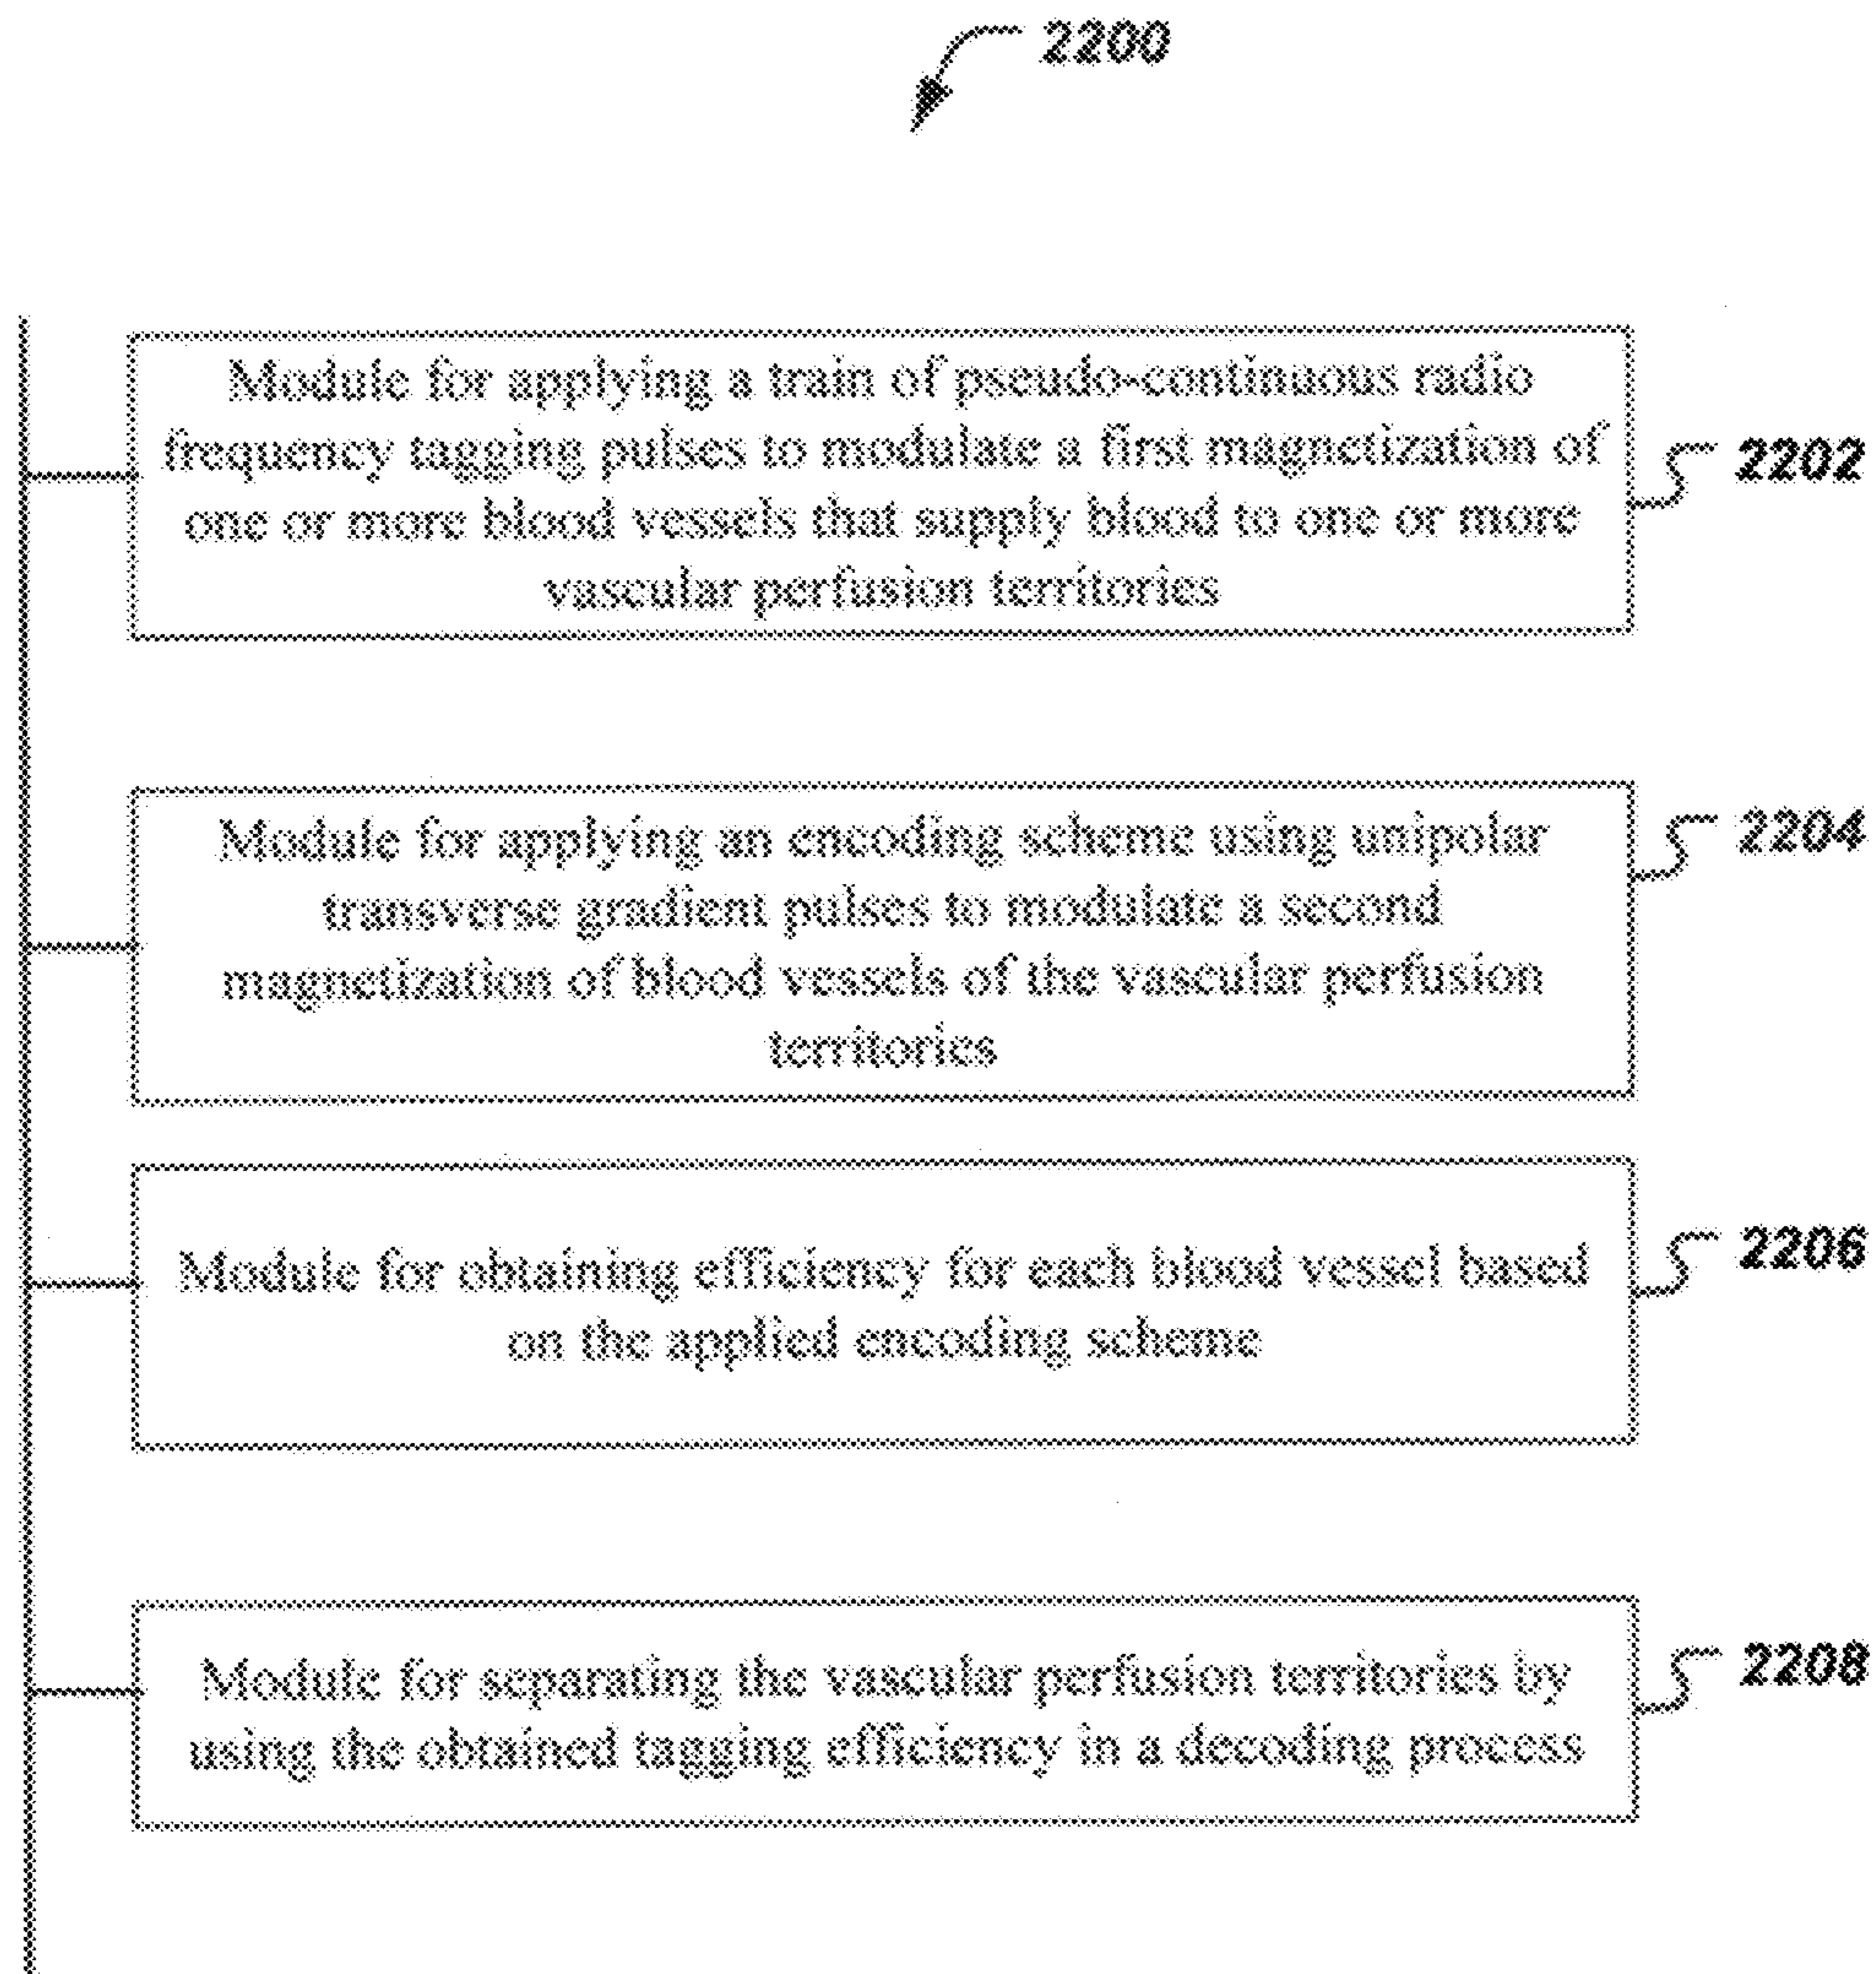 2200
Module for applying a train of pseudo-continuous radio
frequency tagging pulses to modulate a first magnetization of
one or more blood vessels that supply blood to one or more
vascular perfusion territories
2202
Module for applying an encoding scheme using unipolar
transverse gradient pulses to modulate a second
magnetization of blood vessels of the vascular perfusion
territories
2204
Module for obtaining efficiency for each blood vessel based
on the applied encoding scheme
2206
Module for separating the vascular perfusion territories by
using the obtained tagging efficiency in a decoding process
2208